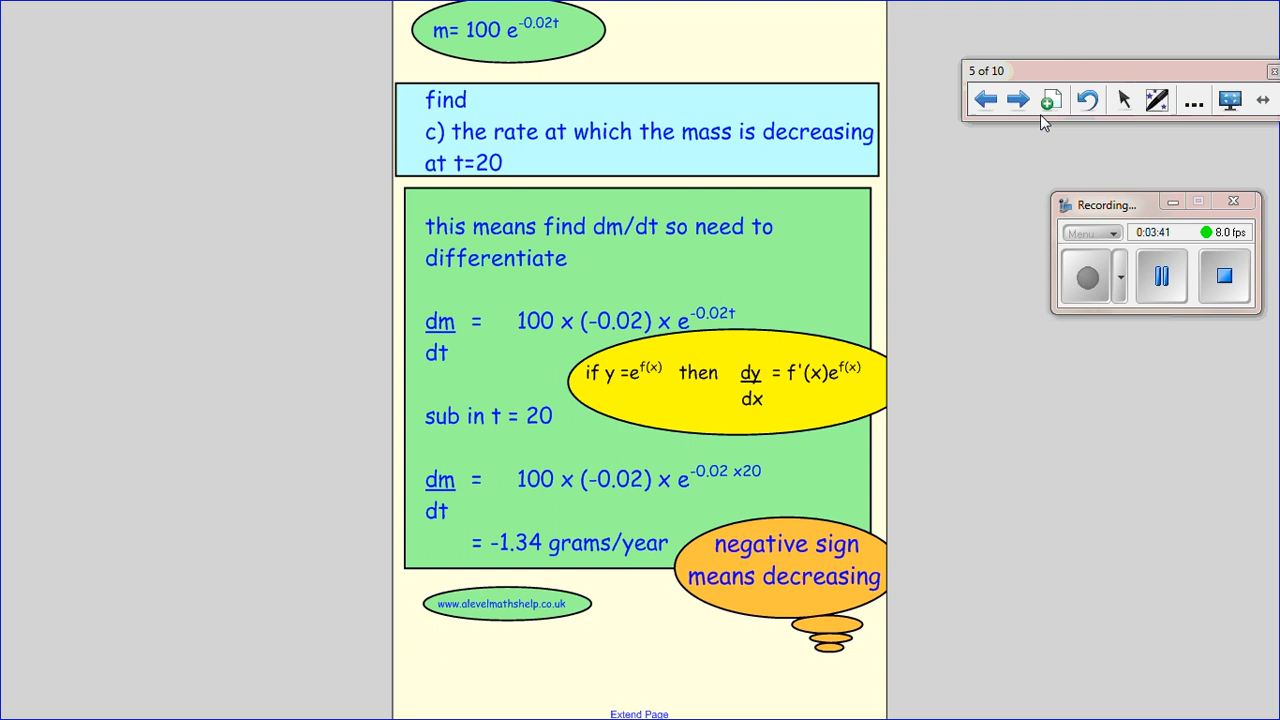 m= 100 e^-0.02t
5 of 10
find
c) the rate at which the mass is decreasing
at t=20
Recording...
Menu
0:03:41
8.0 fps
this means find dm/dt so need to
differentiate
dm = 100 x (-0.02) x e^-0.02t
dt
if y =e^f(x) then dy = f'(x)e^f(x)
dx
sub in t = 20
dm = 100 x (-0.02) x e^-0.02 x20
dt
= -1.34 grams/year
negative sign
means decreasing
www.alevelmathshelp.co.uk
Extend Page